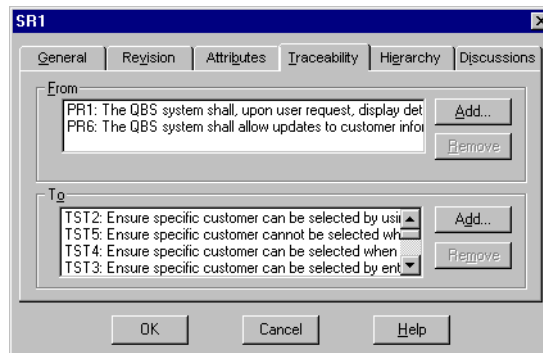 SR1
General Revision Attributes Traceability Hierarchy Discussions
From
PR1: The QBS system shall, upon user request, display det
PR6: The QBS system shall allow updates to customer infor
Add...
Remove
To
TST2: Ensure specific customer can be selected by usi
TST5: Ensure specific customer cannot be selected wh
TST4: Ensure specific customer can be selected when
TST3: Ensure specific customer can be selected by ent
Add...
Remove
OK Cancel Help